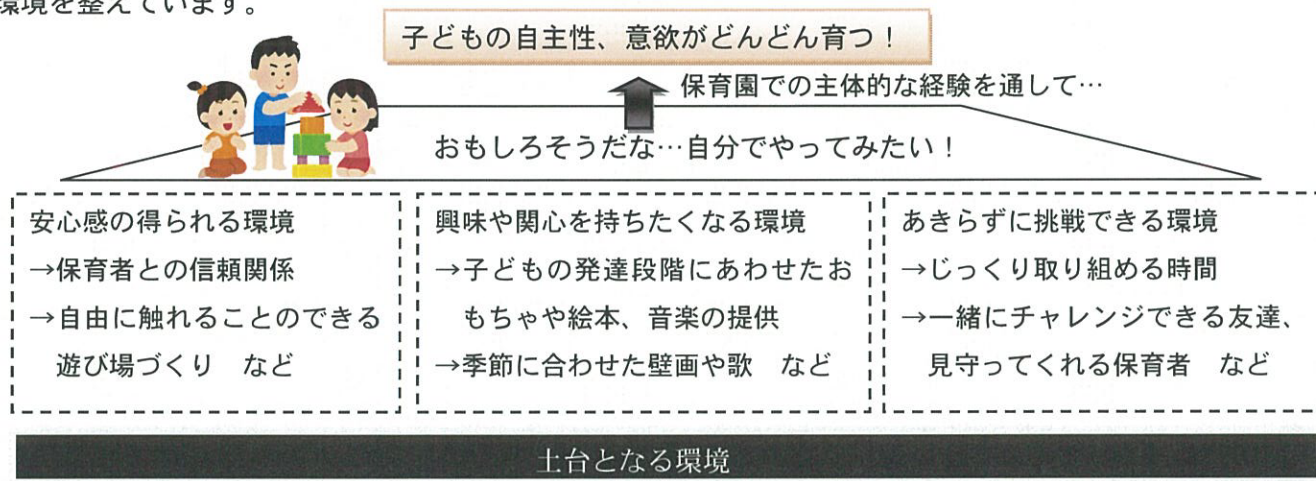 環境を整えています。
子どもの自主性、意欲がどんどん育つ!
保育園での主体的な経験を通して…
おもしろそうだな…自分でやってみたい!
安心感の得られる環境
→保育者との信頼関係
→自由に触れることのできる
遊び場づくり　など
興味や関心を持ちたくなる環境
→子どもの発達段階にあわせたお
もちゃや絵本、音楽の提供
→季節に合わせた壁画や歌　など
あきらずに挑戦できる環境
→じっくり取り組める時間
→一緒にチャレンジできる友達、
見守ってくれる保育者　など
土台となる環境